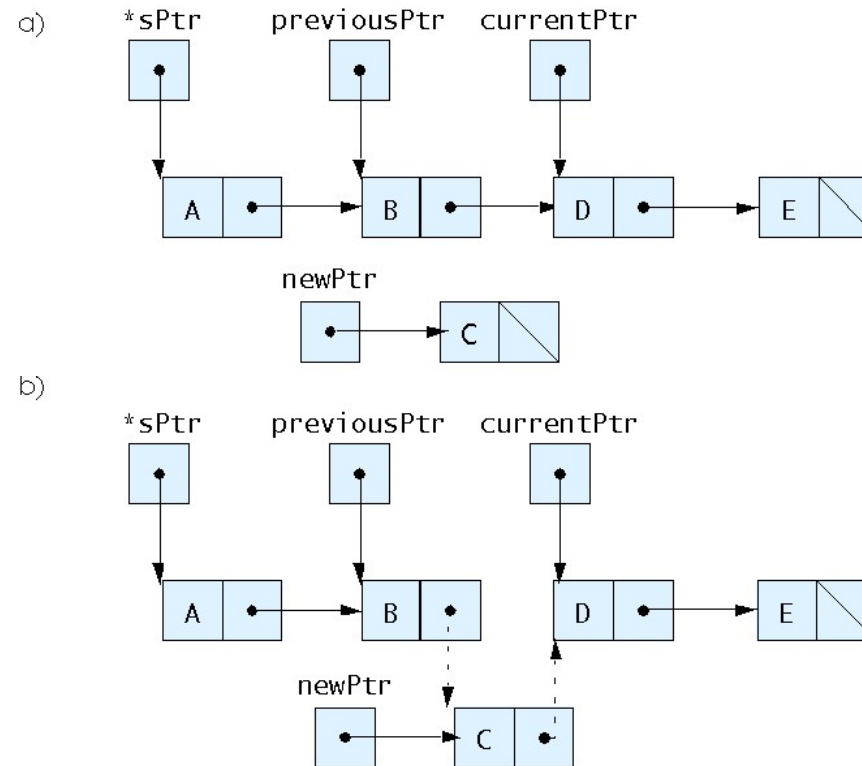 a)
*sPtr previousPtr currentPtr
A B D E
newPtr
C
b)
*sPtr previousPtr currentPtr
A B D E
newPtr
C